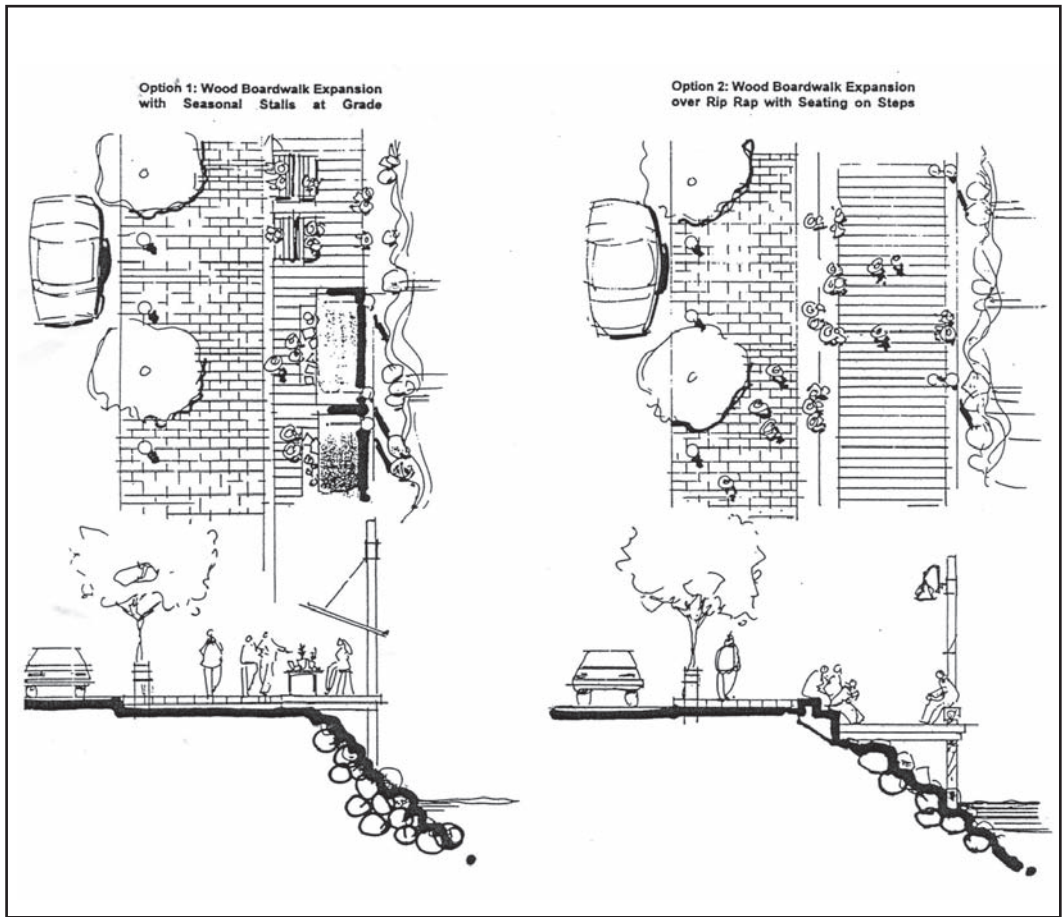 Option 1: Wood Boardwalk Expansion
with Seasonal Stalls at Grade
Option 2: Wood Boardwalk Expansion
over Rip Rap with Seating on Steps